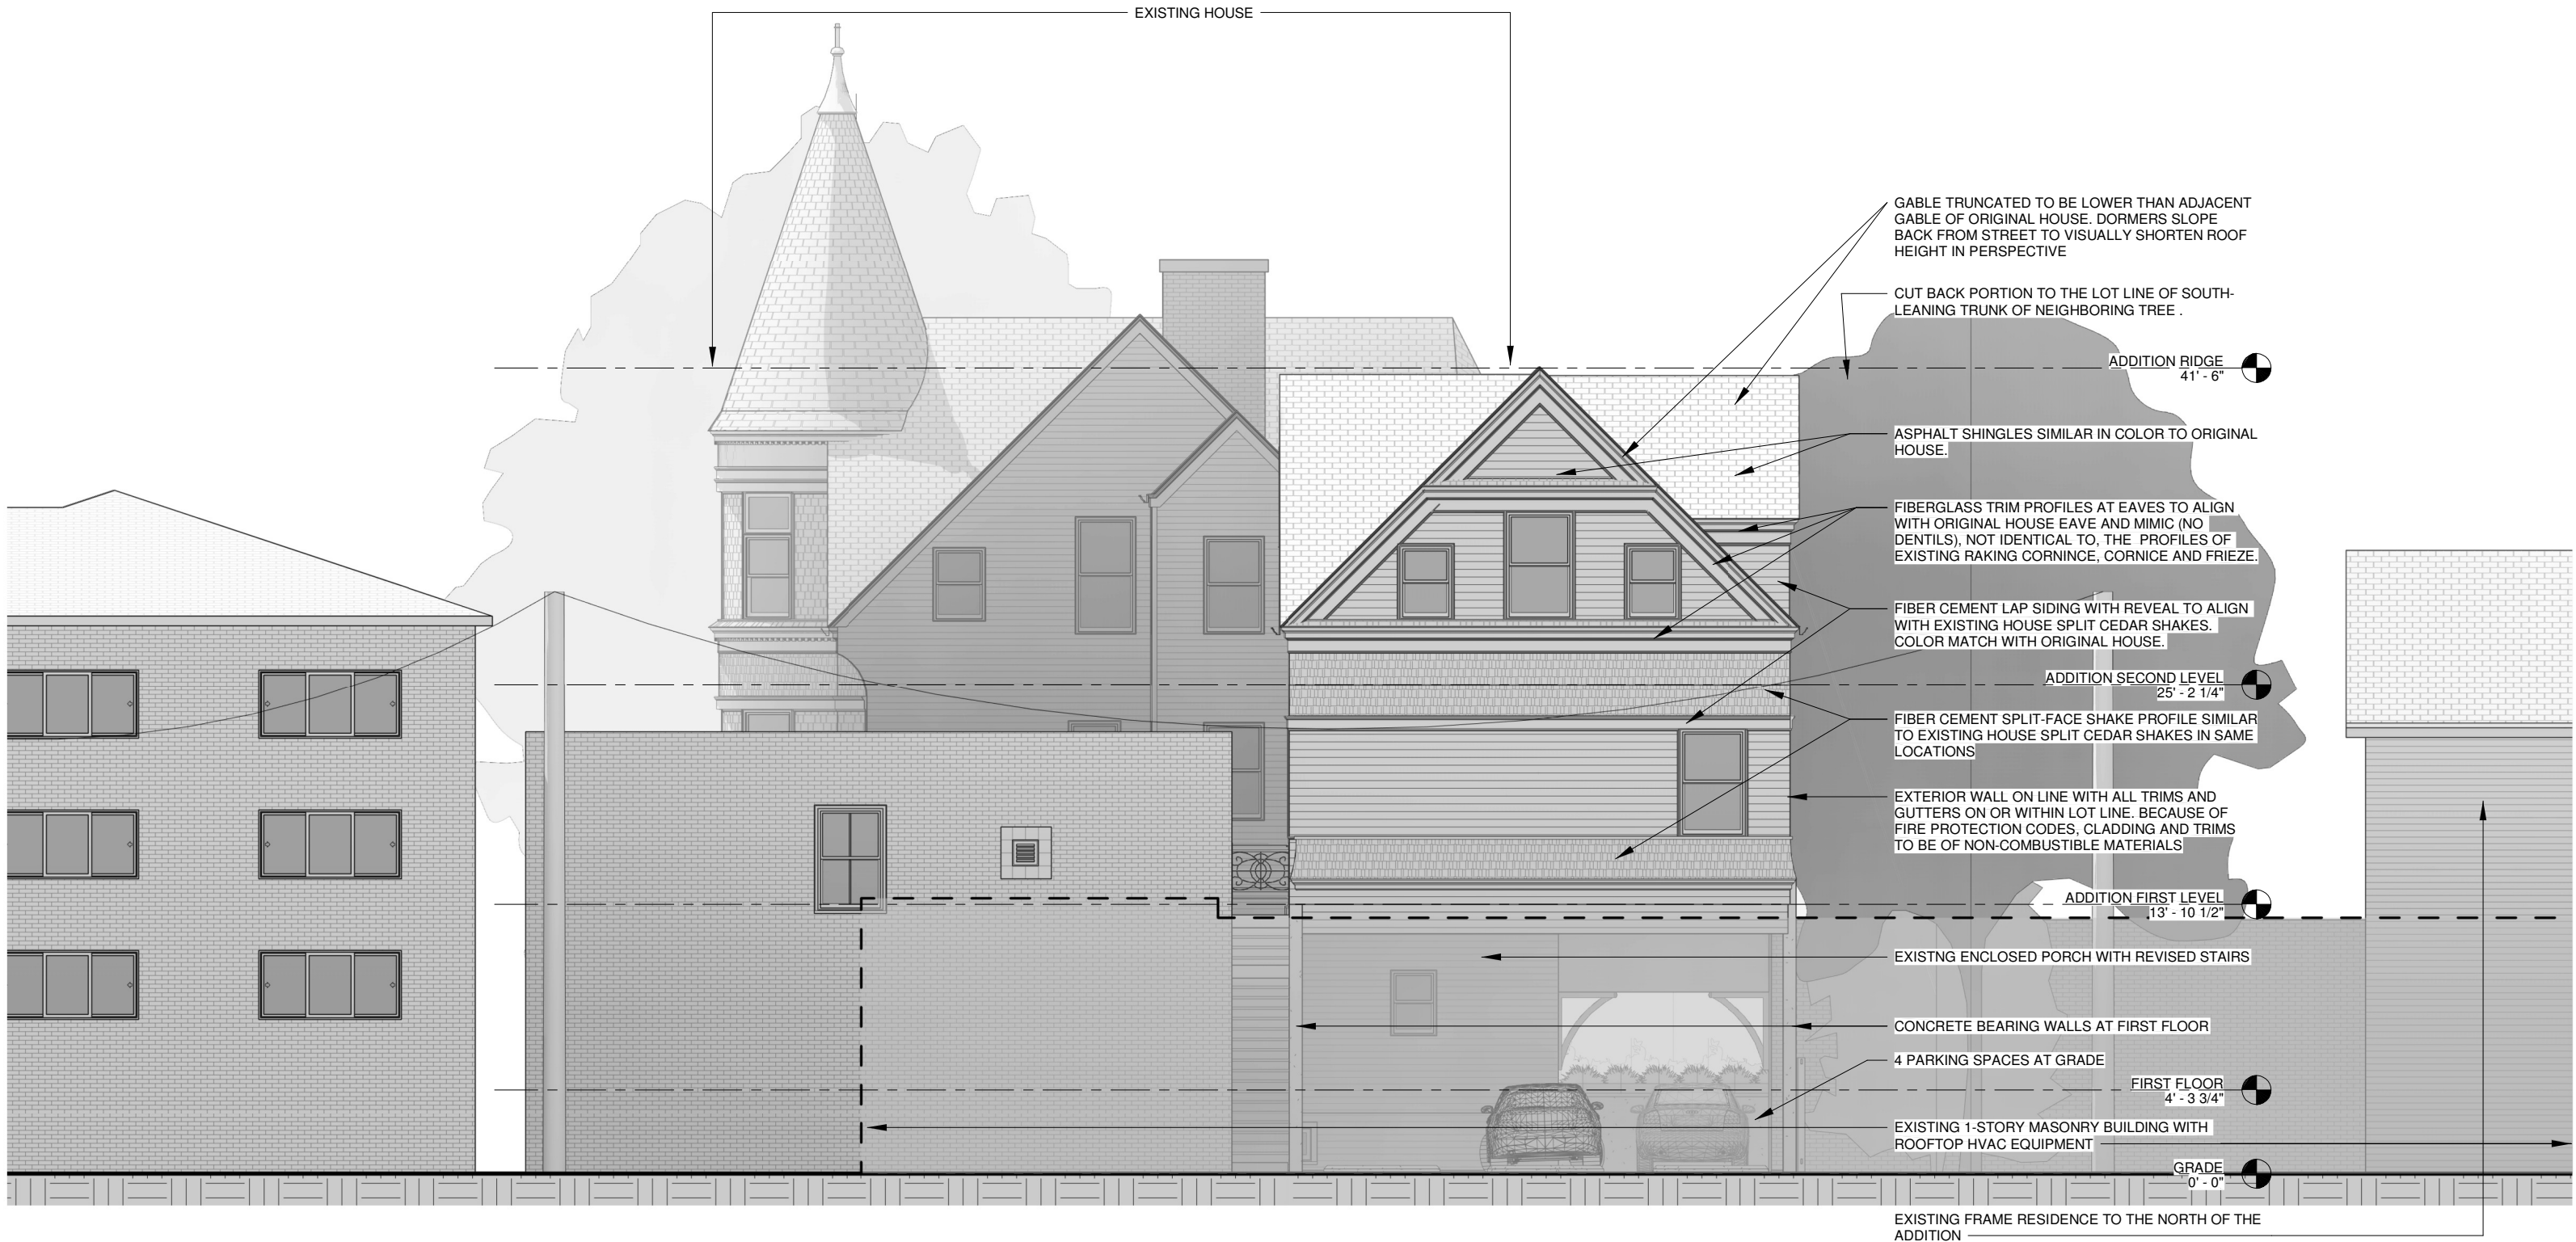 EXISTING HOUSE
GABLE TRUNCATED TO BE LOWER THAN ADJACENT
GABLE OF ORIGINAL HOUSE. DORMERS SLOPE
BACK FROM STREET TO VISUALLY SHORTEN ROOF
HEIGHT IN PERSPECTIVE
CUT BACK PORTION TO THE LOT LINE OF SOUTH-
LEANING TRUNK OF NEIGHBORING TREE .
ADDITION RIDGE
41' - 6"
ASPHALT SHINGLES SIMILAR IN COLOR TO ORIGINAL
HOUSE.
FIBERGLASS TRIM PROFILES AT EAVES TO ALIGN
WITH ORIGINAL HOUSE EAVE AND MIMIC (NO
DENTILS), NOT IDENTICAL TO, THE PROFILES OF
EXISTING RAKING CORNINCE, CORNICE AND FRIEZE.
FIBER CEMENT LAP SIDING WITH REVEAL TO ALIGN
WITH EXISTING HOUSE SPLIT CEDAR SHAKES.
COLOR MATCH WITH ORIGINAL HOUSE.
ADDITION SECOND LEVEL
25' - 2 1/4"
FIBER CEMENT SPLIT-FACE SHAKE PROFILE SIMILAR
TO EXISTING HOUSE SPLIT CEDAR SHAKES IN SAME
LOCATIONS
EXTERIOR WALL ON LINE WITH ALL TRIMS AND
GUTTERS ON OR WITHIN LOT LINE. BECAUSE OF
FIRE PROTECTION CODES, CLADDING AND TRIMS
TO BE OF NON-COMBUSTIBLE MATERIALS
ADDITION FIRST LEVEL
13' - 10 1/2"
EXISTNG ENCLOSED PORCH WITH REVISED STAIRS
CONCRETE BEARING WALLS AT FIRST FLOOR
4 PARKING SPACES AT GRADE
FIRST FLOOR
4' - 3 3/4"
EXISTING 1-STORY MASONRY BUILDING WITH
ROOFTOP HVAC EQUIPMENT
GRADE
0' - 0"
EXISTING FRAME RESIDENCE TO THE NORTH OF THE
ADDITION